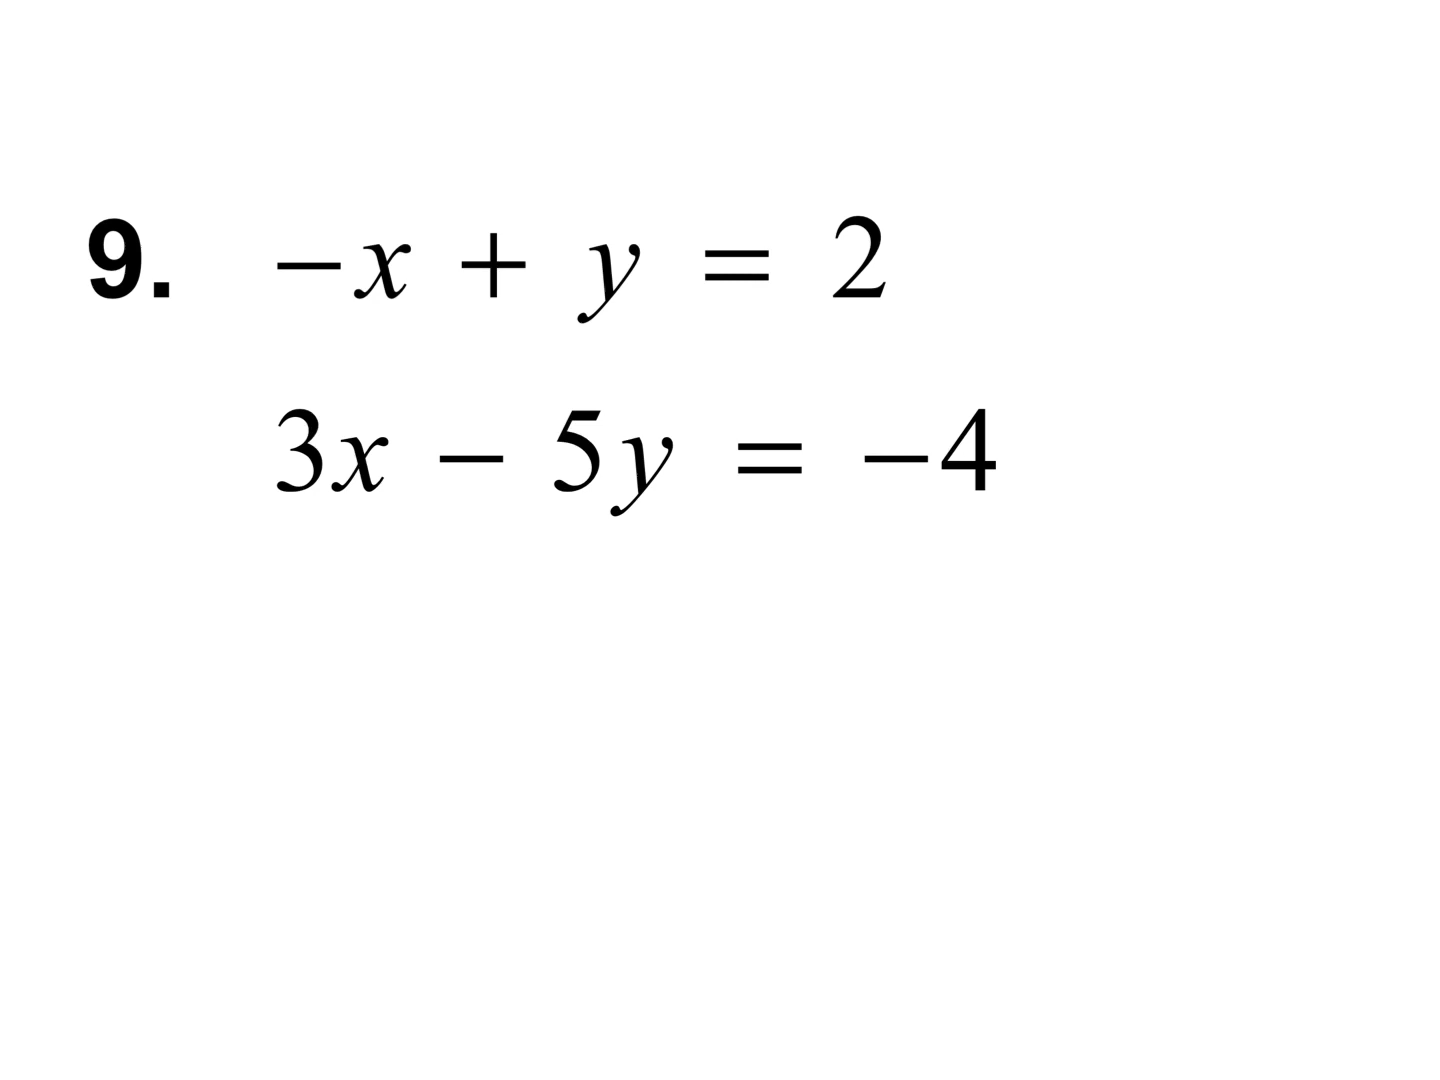 9. −x + y = 2
3x − 5y = −4